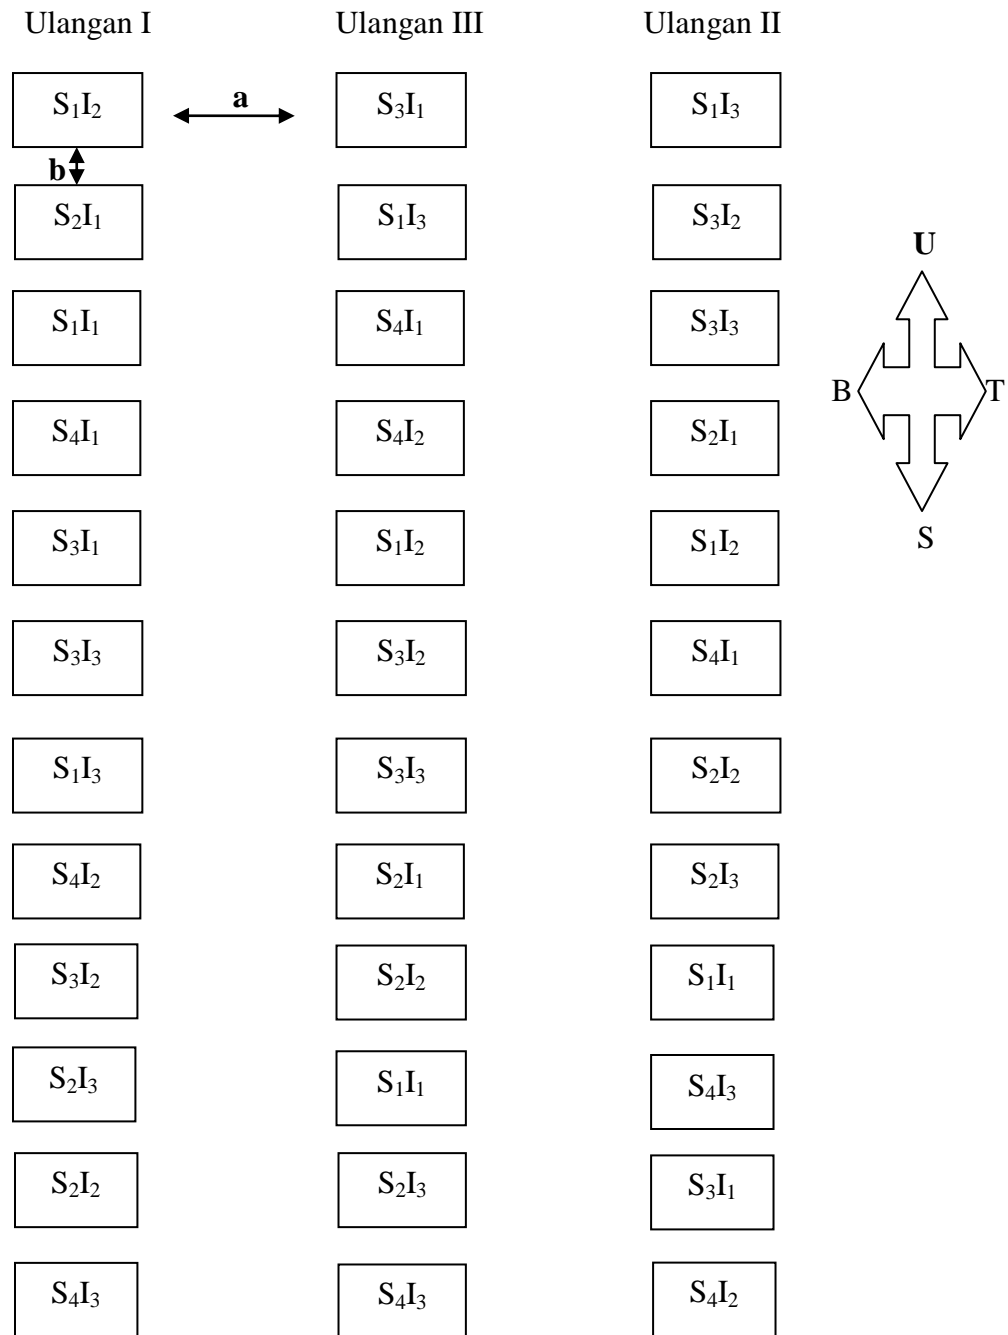 Ulangan I Ulangan III Ulangan II
S₁I₂ a S₃I₁ S₁I₃
b
S₂I₁ S₁I₃ S₃I₂
U
S₁I₁ S₄I₁ S₃I₃
B T
S₄I₁ S₄I₂ S₂I₁
S₃I₁ S₁I₂ S₁I₂
S
S₃I₃ S₃I₂ S₄I₁
S₁I₃ S₃I₃ S₂I₂
S₄I₂ S₂I₁ S₂I₃
S₃I₂ S₂I₂ S₁I₁
S₂I₃ S₁I₁ S₄I₃
S₂I₂ S₂I₃ S₃I₁
S₄I₃ S₄I₃ S₄I₂